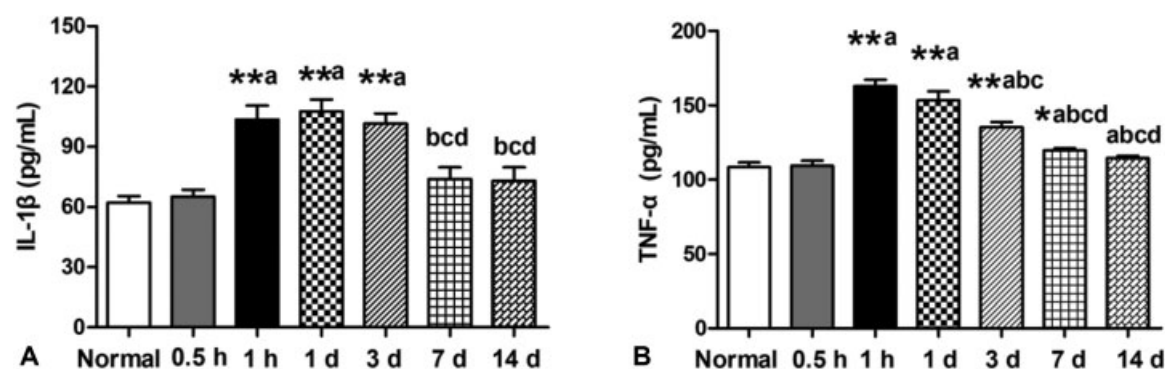 150
120
90
60
30
0
IL-1β (pg/mL)
**a
**a
**a
bcd
bcd
A
Normal 0.5 h 1 h 1 d 3 d 7 d 14 d
200
150
100
50
0
TNF-α (pg/mL)
**a
**a
**abc
*abcd
abcd
B
Normal 0.5 h 1 h 1 d 3 d 7 d 14 d